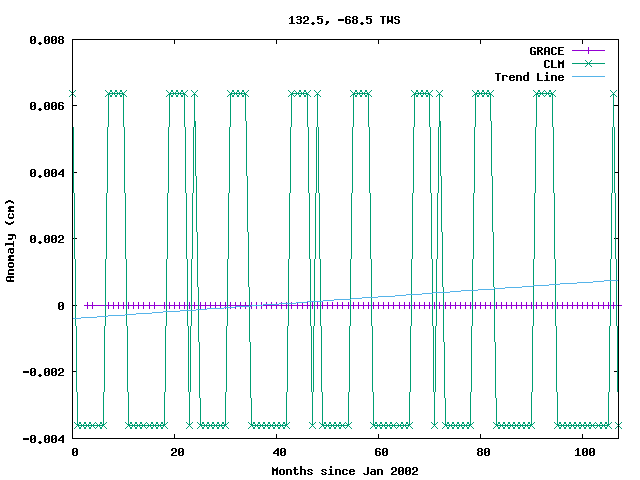 132.5, -68.5 TWS
GRACE
CLM
Trend Line
0.008
0.006
0.004
0.002
0
-0.002
-0.004
Anomaly (cm)
0 20 40 60 80 100
Months since Jan 2002